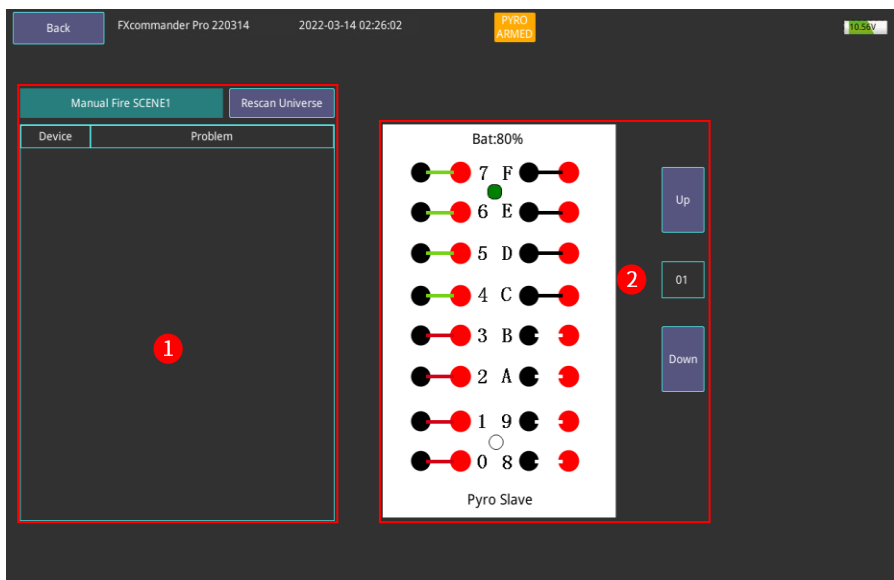 Back
FXcommander Pro 220314
2022-03-14 02:26:02
PYRO
ARMED
10.56V
Manual Fire SCENE1
Rescan Universe
Device Problem
1
Bat:80%
7 F
6 E
5 D
4 C
3 B
2 A
1 9
0 8
Pyro Slave
2
Up
01
Down